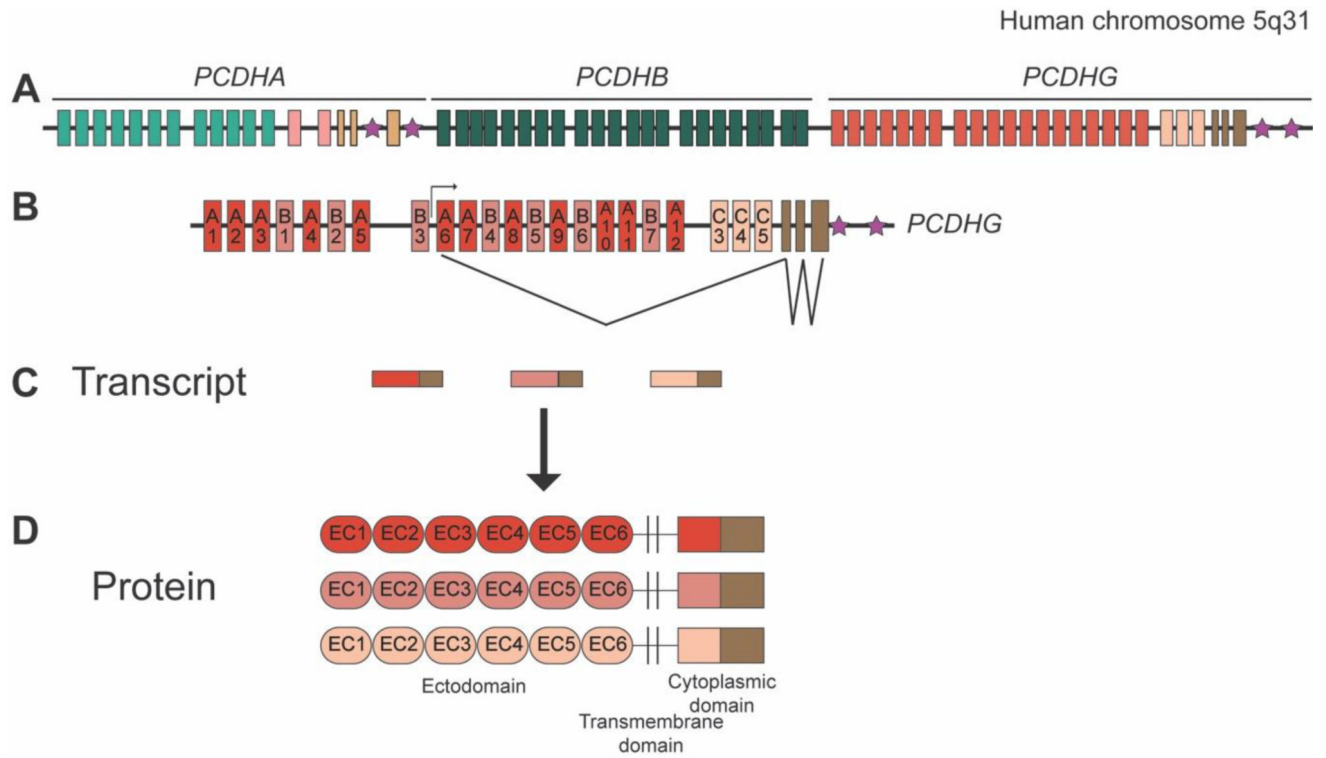 Human chromosome 5q31
A
PCDHA PCDHB PCDHG
B
A1 A2 A3 B1 A4 B2 A5 B3 A6 A7 B4 A8 B5 A9 B6 A10 A11 B7 A12 C3 C4 C5 PCDHG
C Transcript
D
EC1 EC2 EC3 EC4 EC5 EC6
Protein
EC1 EC2 EC3 EC4 EC5 EC6
EC1 EC2 EC3 EC4 EC5 EC6
Ectodomain
Cytoplasmic
domain
Transmembrane
domain